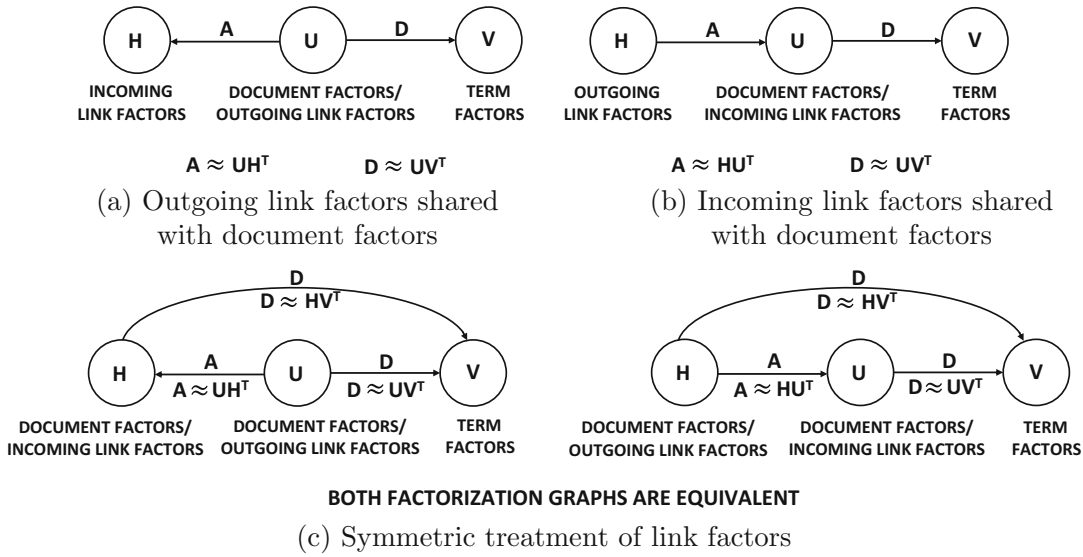 H A U D V
INCOMING LINK FACTORS
DOCUMENT FACTORS/ OUTGOING LINK FACTORS
TERM FACTORS
A ≈ UHᵀ D ≈ UVᵀ
(a) Outgoing link factors shared
with document factors
H A U D V
OUTGOING LINK FACTORS
DOCUMENT FACTORS/ INCOMING LINK FACTORS
TERM FACTORS
A ≈ HUᵀ D ≈ UVᵀ
(b) Incoming link factors shared
with document factors
D
D ≈ HVᵀ
H A U D V
A ≈ UHᵀ D ≈ UVᵀ
DOCUMENT FACTORS/ INCOMING LINK FACTORS
DOCUMENT FACTORS/ OUTGOING LINK FACTORS
TERM FACTORS
D
D ≈ HVᵀ
H A U D V
A ≈ HUᵀ D ≈ UVᵀ
DOCUMENT FACTORS/ OUTGOING LINK FACTORS
DOCUMENT FACTORS/ INCOMING LINK FACTORS
TERM FACTORS
BOTH FACTORIZATION GRAPHS ARE EQUIVALENT
(c) Symmetric treatment of link factors